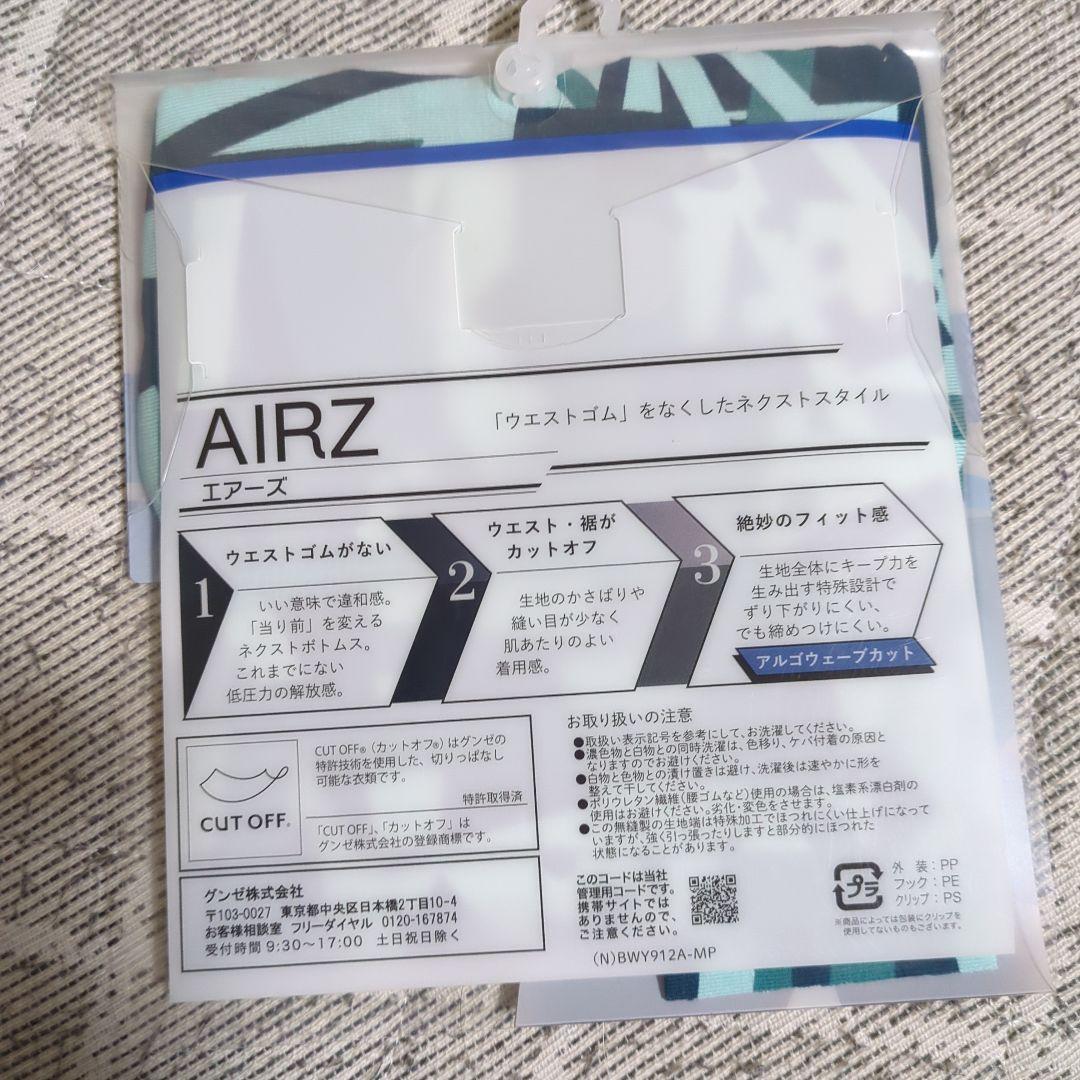 AIRZ
エアーズ
「ウエストゴム」をなくしたネクストスタイル
1
ウエストゴムがない
いい意味で違和感。
「当り前」を変える
ネクストボトムス。
これまでにない
低圧力の解放感。
2
ウエスト・裾が
カットオフ
生地のかさばりや
縫い目が少なく
肌あたりのよい
着用感。
3
絶妙のフィット感
生地全体にキープ力を
生み出す特殊設計で
ずり下がりにくい、
でも締めつけにくい。
アルゴウェーブカット
CUT OFF®
CUT OFF®（カットオフ®）はグンゼの
特許技術を使用した、切りっぱなし
可能な衣類です。
特許取得済
「CUT OFF」、「カットオフ」は
グンゼ株式会社の登録商標です。
グンゼ株式会社
〒103-0027 東京都中央区日本橋2丁目10-4
お客様相談室 フリーダイヤル 0120-167874
受付時間 9:30〜17:00 土日祝日除く
お取り扱いの注意
●取扱い表示記号を参考にして、お洗濯してください。
●濃色物と白物との同時洗濯は、色移り、ケバ付着の原因と
なりますのでお避けください。
●白物と色物との漬け置きは避け、洗濯後は速やかに形を
整えて干してください。
●ポリウレタン繊維（腰ゴムなど）使用の場合は、塩素系漂白剤の
使用はお避けください。劣化・変色をさせます。
●この無縫製の生地端は特殊加工でほつれにくい仕上げになって
いますが、強く引っ張ったりしますと部分的にほつれた
状態になることがあります。
このコードは当社
管理用コードです。
携帯サイトでは
ありませんので、
ご注意ください。
(N)BWY912A-MP
プラ
外 装：PP
フック：PE
クリップ：PS
※商品によっては包装にクリップを
使用してないものもございます。